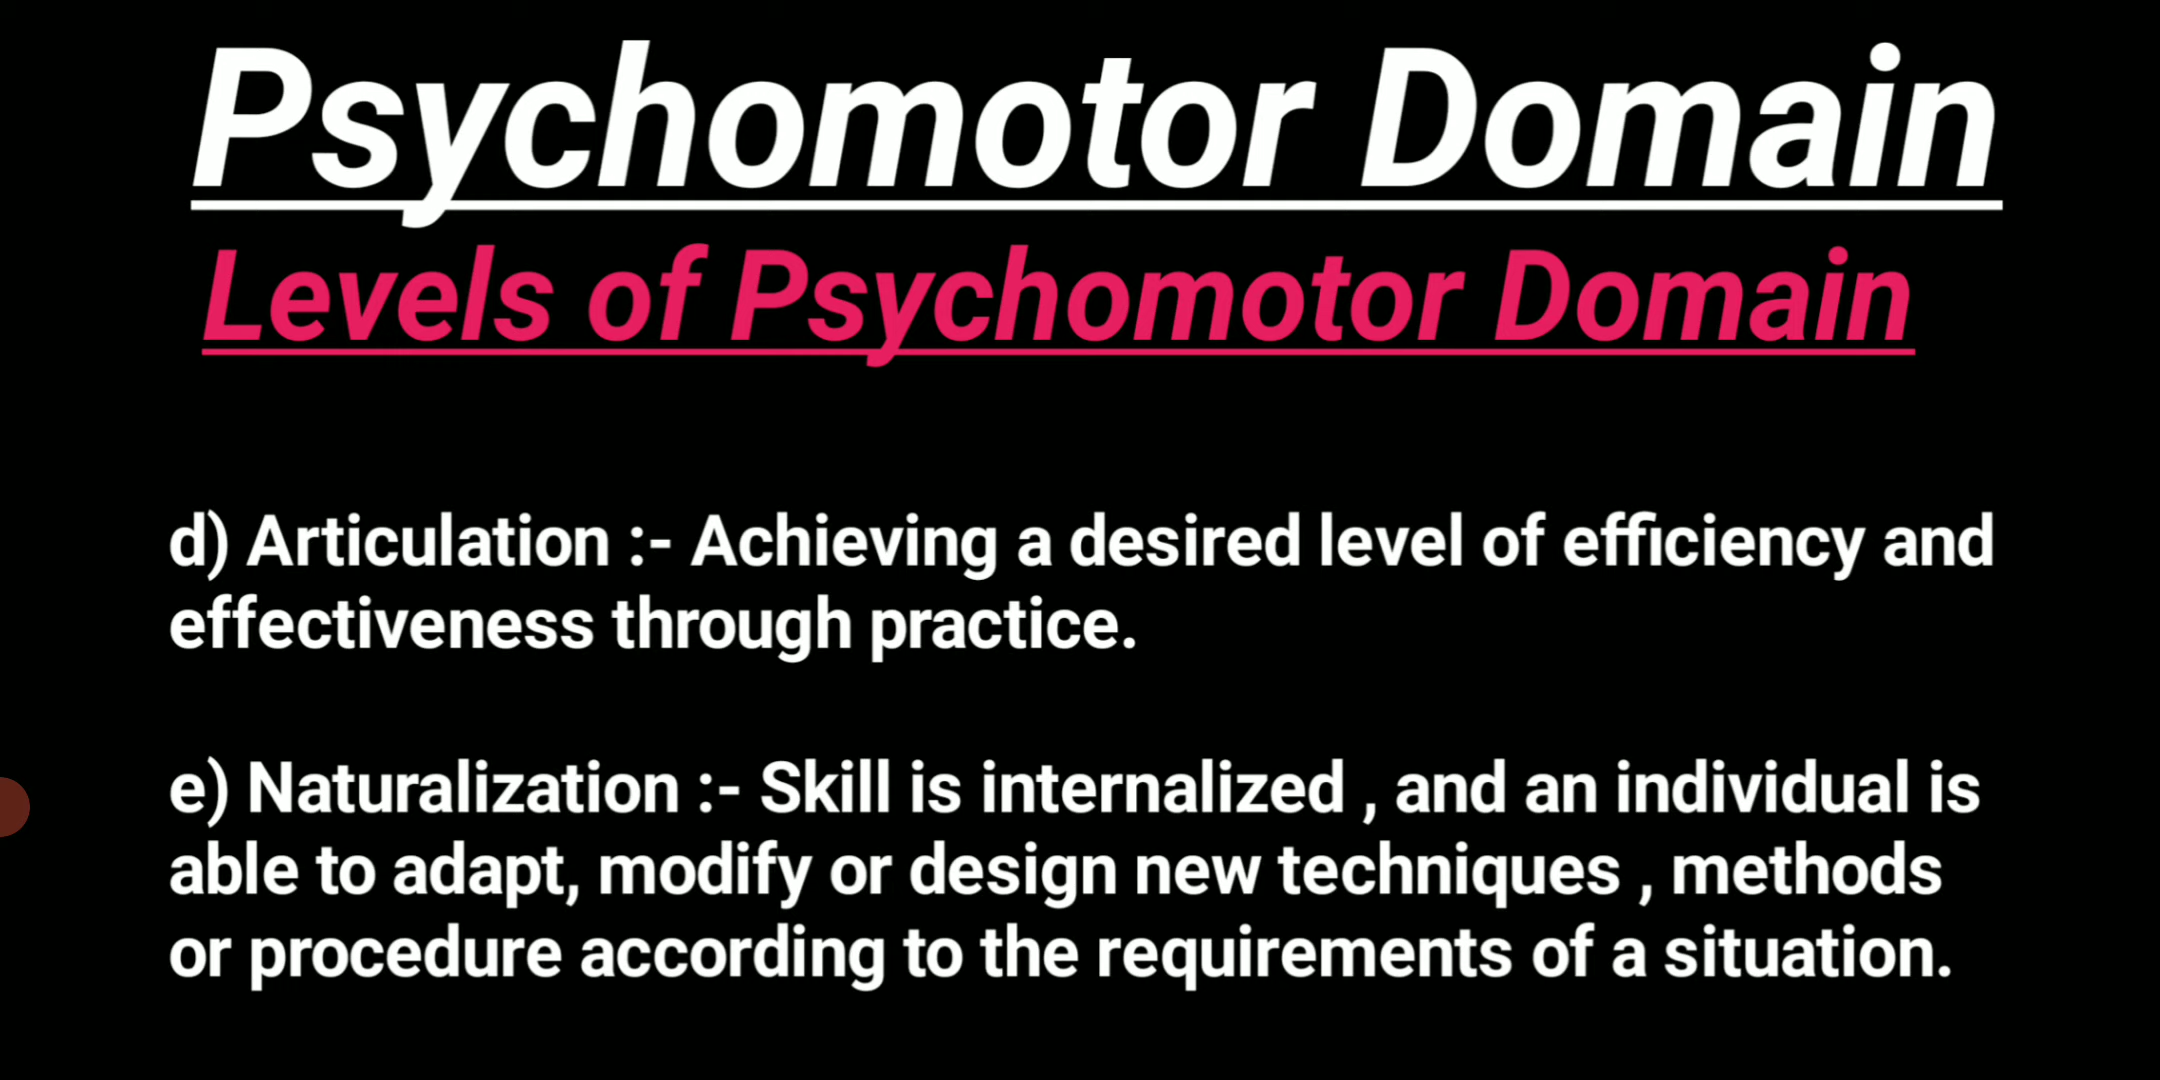 Psychomotor Domain
Levels of Psychomotor Domain
d) Articulation :- Achieving a desired level of efficiency and
effectiveness through practice.
e) Naturalization :- Skill is internalized , and an individual is
able to adapt, modify or design new techniques , methods
or procedure according to the requirements of a situation.